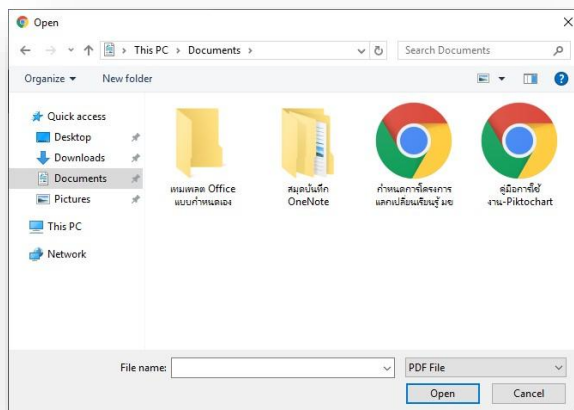 Open
This PC > Documents >
Search Documents
Organize
New folder
Quick access
Desktop
Downloads
Documents
Pictures
This PC
Network
เทมเพลต Office
แบบกำหนดเอง
สมุดบันทึก
OneNote
กำหนดการโครงการ
แลกเปลี่ยนเรียนรู้ มข
คู่มือการใช้
งาน-Piktochart
File name:
PDF File
Open
Cancel